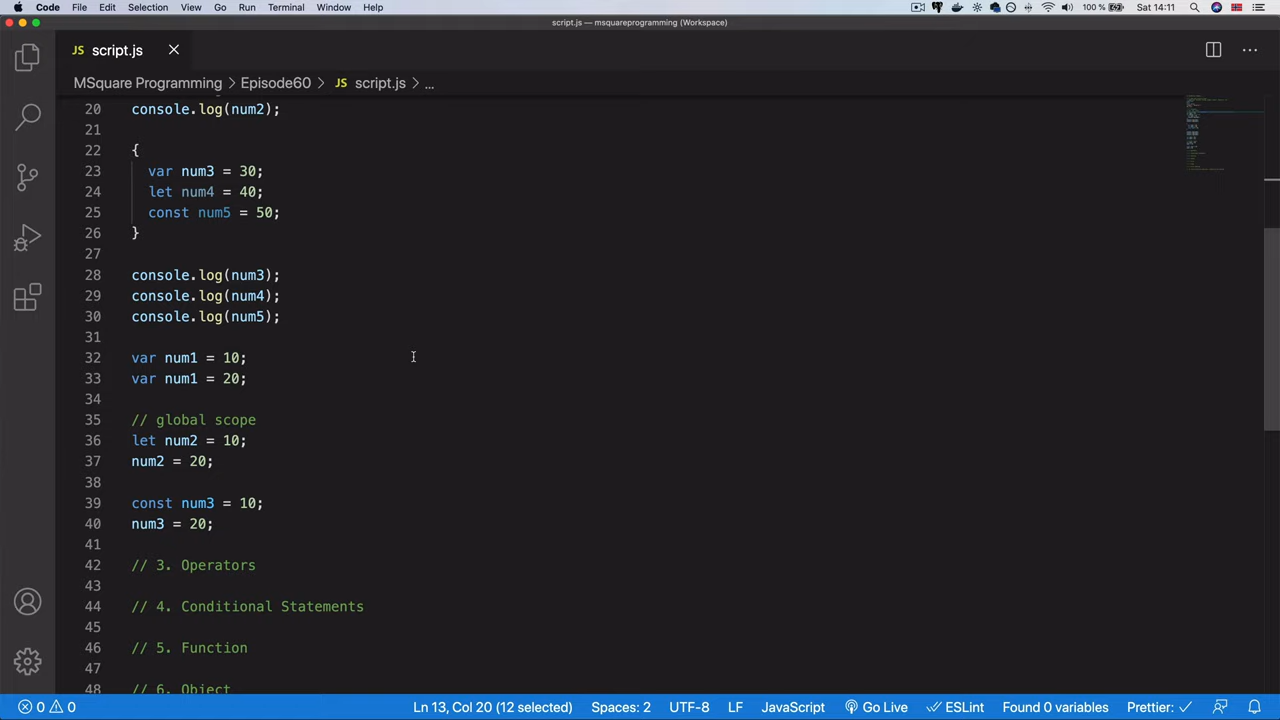 Code File Edit Selection View Go Run Terminal Window Help 100 % Sat 14:11
script.js — msquareprogramming (Workspace)
JS script.js
MSquare Programming > Episode60 > JS script.js > ...
20 console.log(num2);
21
22 {
23 var num3 = 30;
24 let num4 = 40;
25 const num5 = 50;
26 }
27
28 console.log(num3);
29 console.log(num4);
30 console.log(num5);
31
32 var num1 = 10;
33 var num1 = 20;
34
35 // global scope
36 let num2 = 10;
37 num2 = 20;
38
39 const num3 = 10;
40 num3 = 20;
41
42 // 3. Operators
43
44 // 4. Conditional Statements
45
46 // 5. Function
47
48 // 6. Object
0 0 Ln 13, Col 20 (12 selected) Spaces: 2 UTF-8 LF JavaScript Go Live ESLint Found 0 variables Prettier: ✓